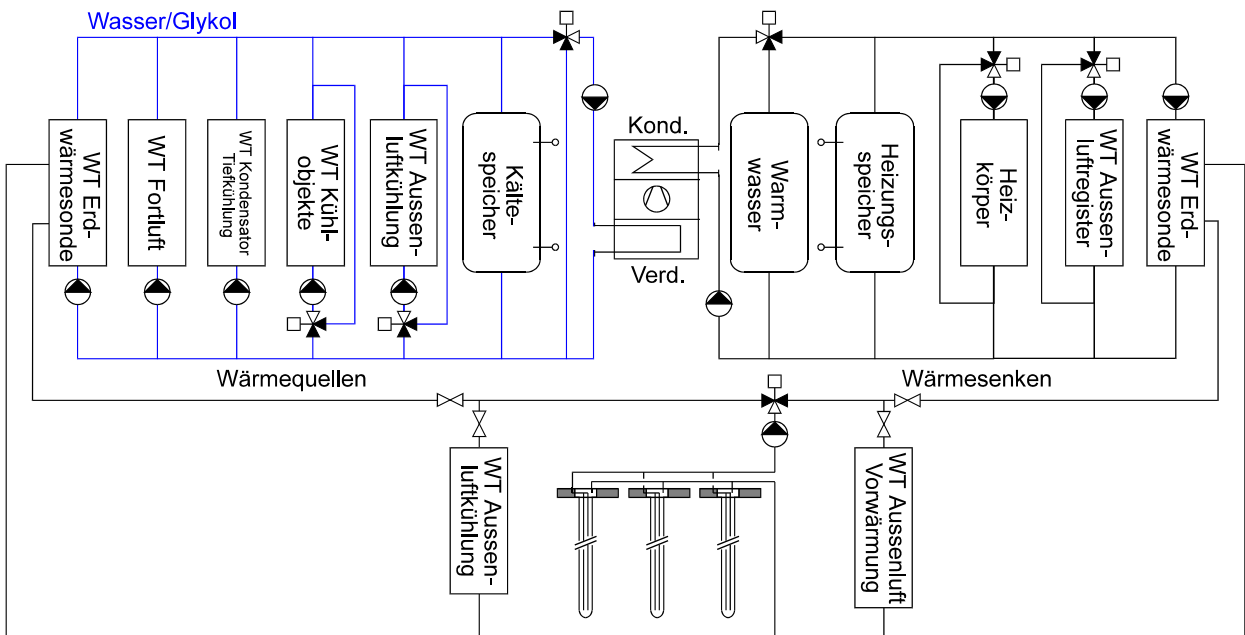 Wasser/Glykol
WT Erd-
wärmesonde
WT Fortluft
WT Kondensator
Tiefkühlung
WT Kühl-
objekte
WT Aussen-
luftkühlung
Kälte-
speicher
Kond.
Verd.
Warm-
wasser
Heizungs-
speicher
Heiz-
körper
WT Aussen-
luftregister
WT Erd-
wärmesonde
Wärmequellen
Wärmesenken
WT Aussen-
luftkühlung
WT Aussenluft
Vorwärmung